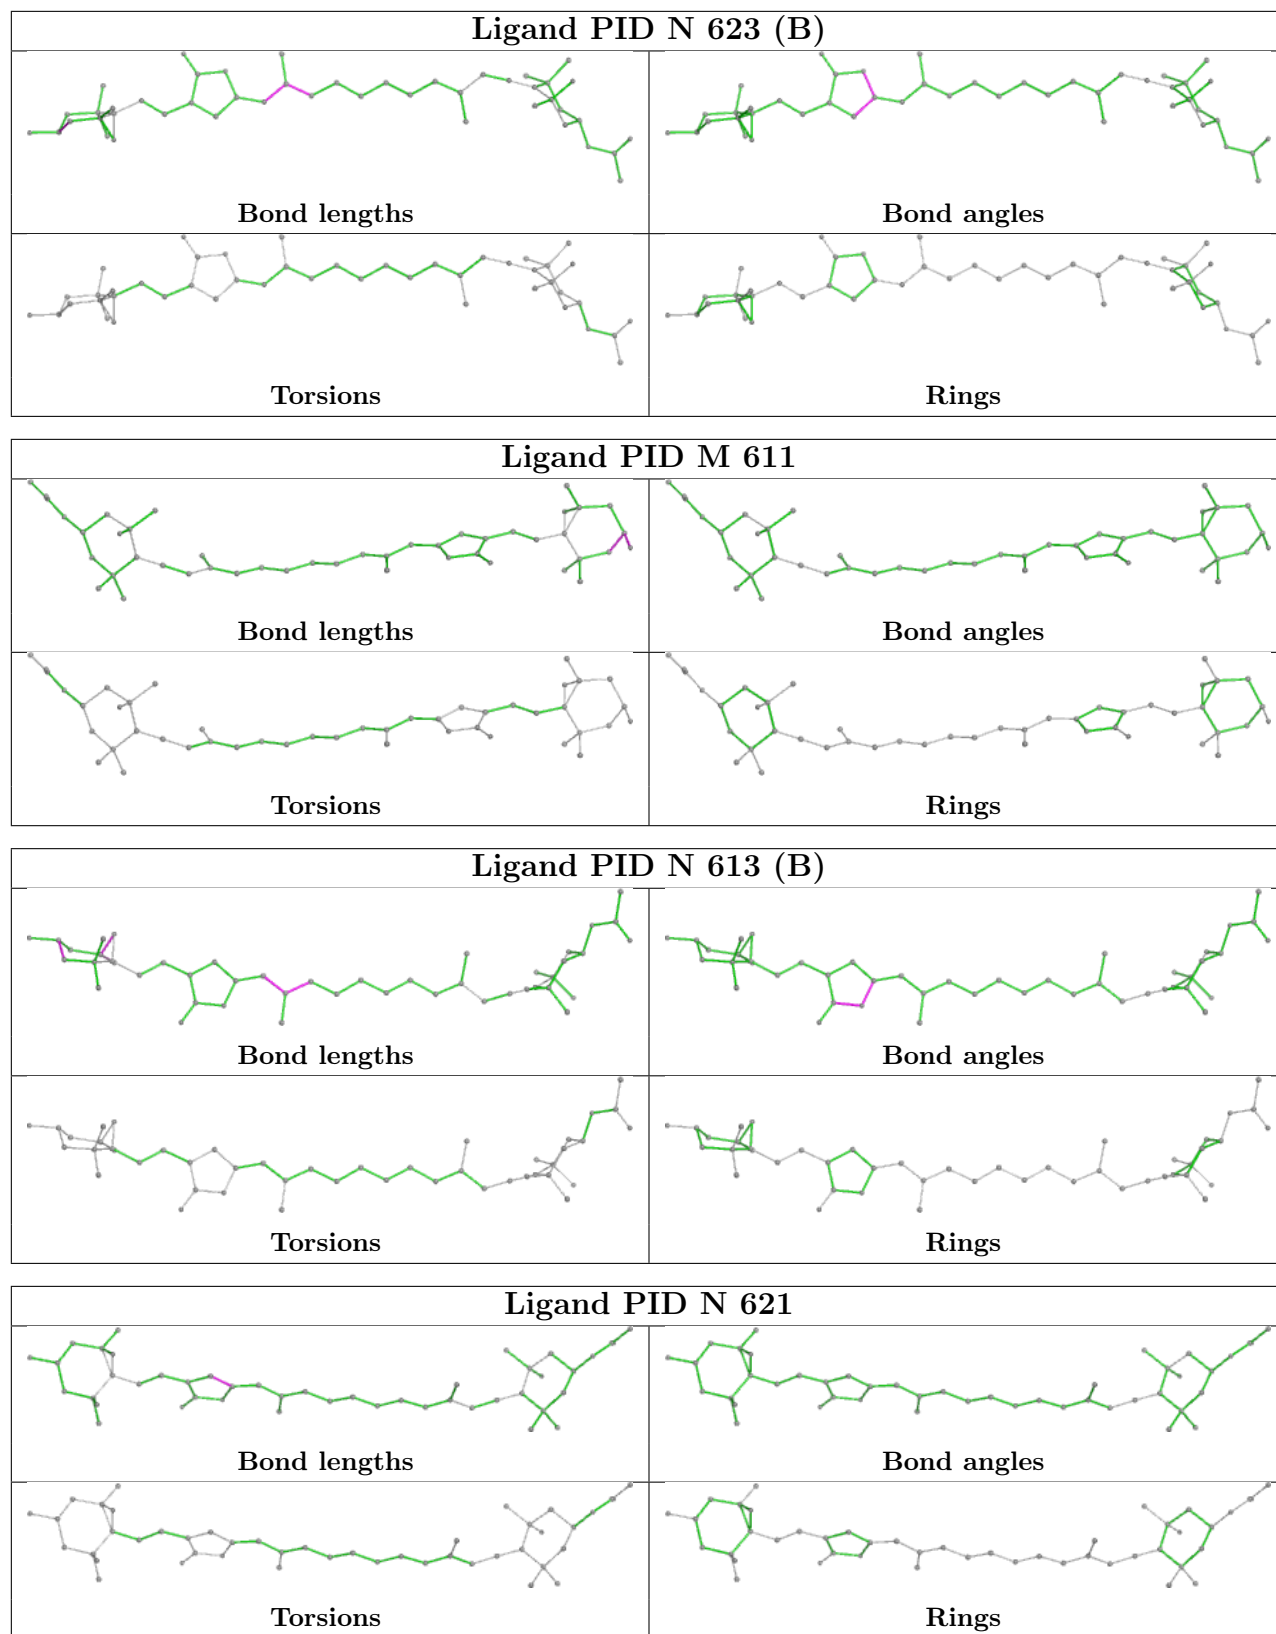 Ligand PID N 623 (B)
Bond lengths
Bond angles
Torsions
Rings
Ligand PID M 611
Bond lengths
Bond angles
Torsions
Rings
Ligand PID N 613 (B)
Bond lengths
Bond angles
Torsions
Rings
Ligand PID N 621
Bond lengths
Bond angles
Torsions
Rings